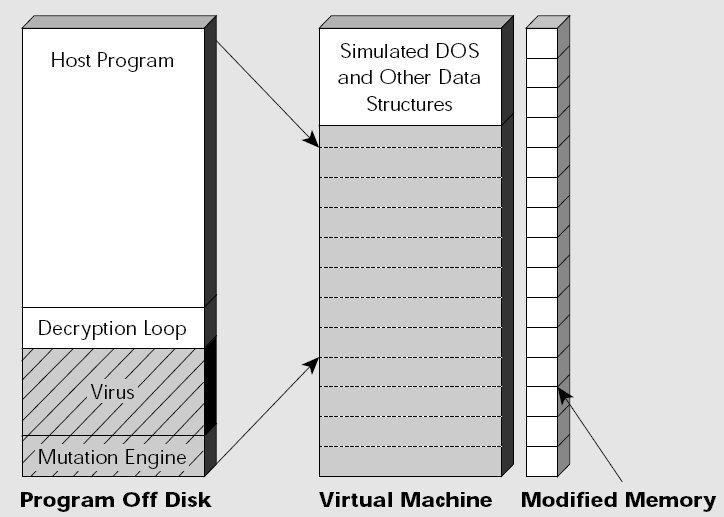 Host Program
Decryption Loop
Virus
Mutation Engine
Program Off Disk
Simulated DOS
and Other Data
Structures
Virtual Machine
Modified Memory